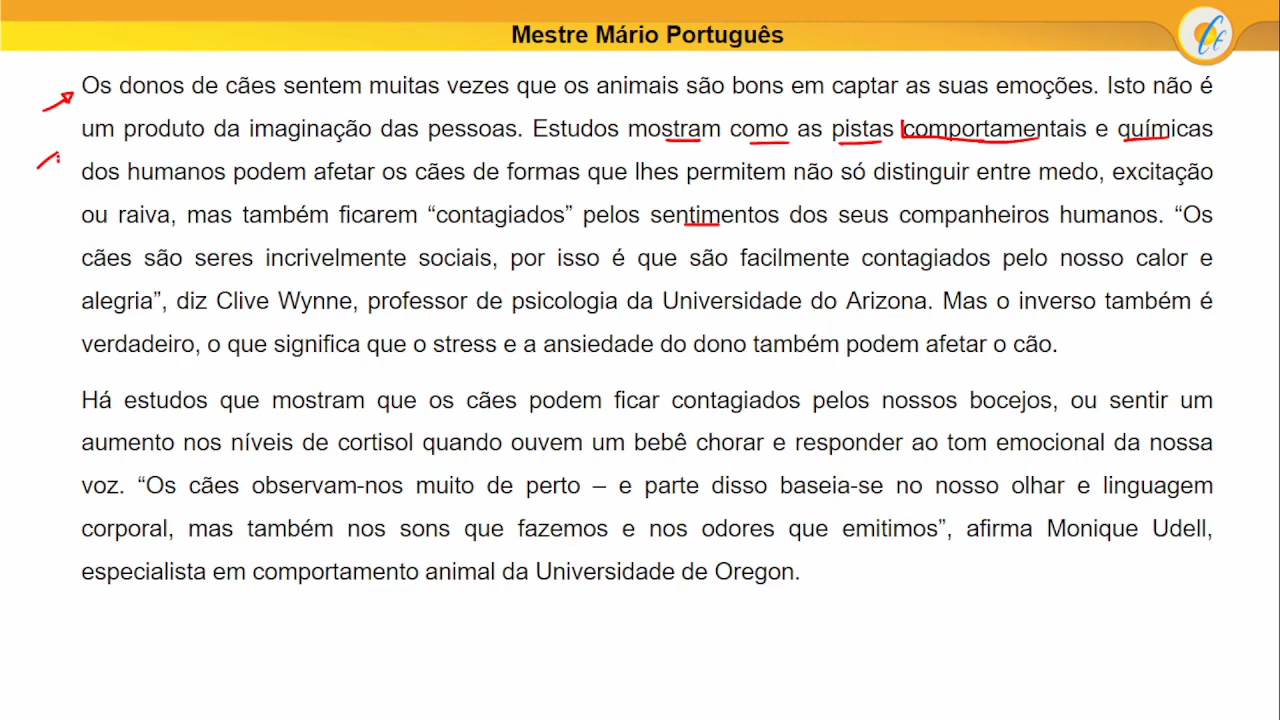 Mestre Mário Português
Os donos de cães sentem muitas vezes que os animais são bons em captar as suas emoções. Isto não é
um produto da imaginação das pessoas. Estudos mostram como as pistas comportamentais e químicas
dos humanos podem afetar os cães de formas que lhes permitem não só distinguir entre medo, excitação
ou raiva, mas também ficarem “contagiados” pelos sentimentos dos seus companheiros humanos. “Os
cães são seres incrivelmente sociais, por isso é que são facilmente contagiados pelo nosso calor e
alegria”, diz Clive Wynne, professor de psicologia da Universidade do Arizona. Mas o inverso também é
verdadeiro, o que significa que o stress e a ansiedade do dono também podem afetar o cão.
Há estudos que mostram que os cães podem ficar contagiados pelos nossos bocejos, ou sentir um
aumento nos níveis de cortisol quando ouvem um bebê chorar e responder ao tom emocional da nossa
voz. “Os cães observam-nos muito de perto – e parte disso baseia-se no nosso olhar e linguagem
corporal, mas também nos sons que fazemos e nos odores que emitimos”, afirma Monique Udell,
especialista em comportamento animal da Universidade de Oregon.